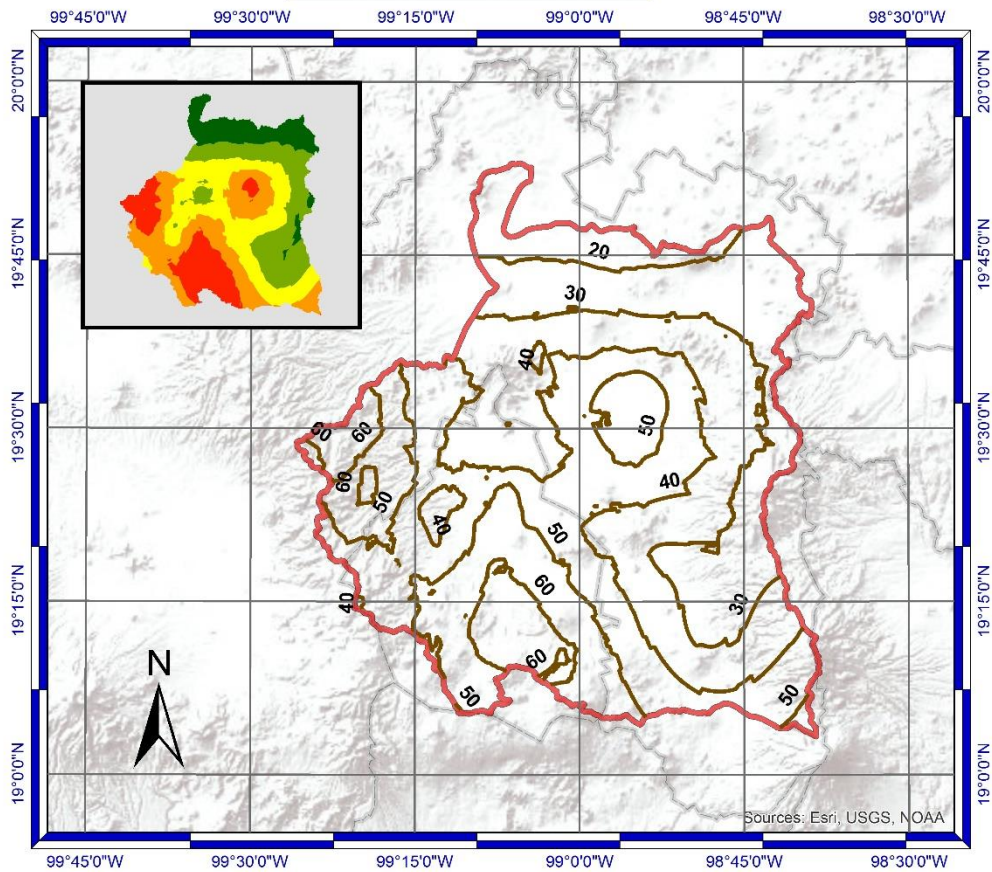 99°45'0"W 99°30'0"W 99°15'0"W 99°0'0"W 98°45'0"W 98°30'0"W
20°0'0"N 20°0'0"N
19°45'0"N 19°45'0"N
20
30
40
50
19°30'0"N 19°30'0"N
60 60
60 50 40
40 50
60
19°15'0"N 19°15'0"N
40 30
60
50 50
N
19°0'0"N 19°0'0"N
Sources: Esri, USGS, NOAA
99°45'0"W 99°30'0"W 99°15'0"W 99°0'0"W 98°45'0"W 98°30'0"W